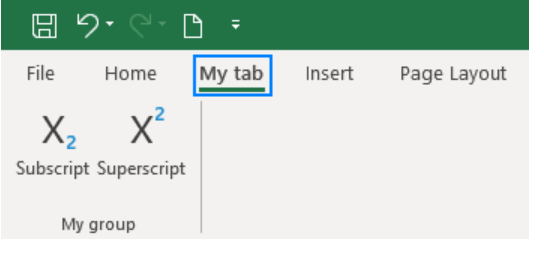 File Home My tab Insert Page Layout
X₂ X²
Subscript Superscript
My group